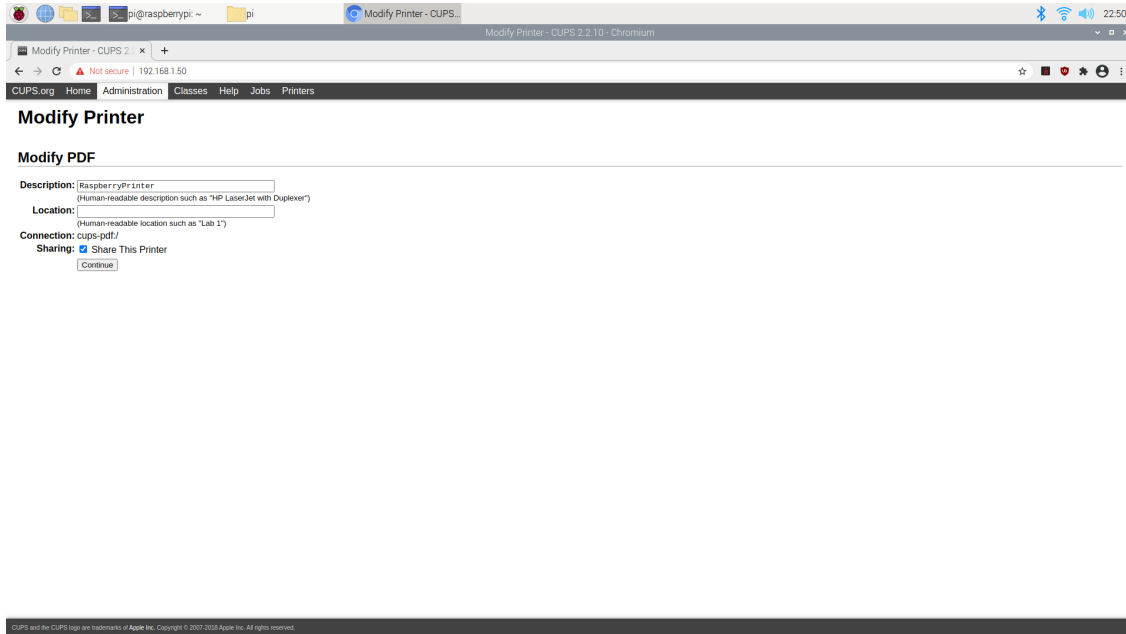 pi@raspberrypi: ~ pi Modify Printer - CUPS... 22:50
Modify Printer - CUPS 2.2.10 - Chromium
Modify Printer - CUPS 2.
Not secure | 192.168.1.50
CUPS.org Home Administration Classes Help Jobs Printers
Modify Printer
Modify PDF
Description: RaspberryPrinter
(Human-readable description such as "HP LaserJet with Duplexer")
Location:
(Human-readable location such as "Lab 1")
Connection: cups-pdf:/
Sharing: Share This Printer
Continue
CUPS and the CUPS logo are trademarks of Apple Inc. Copyright © 2007-2018 Apple Inc. All rights reserved.